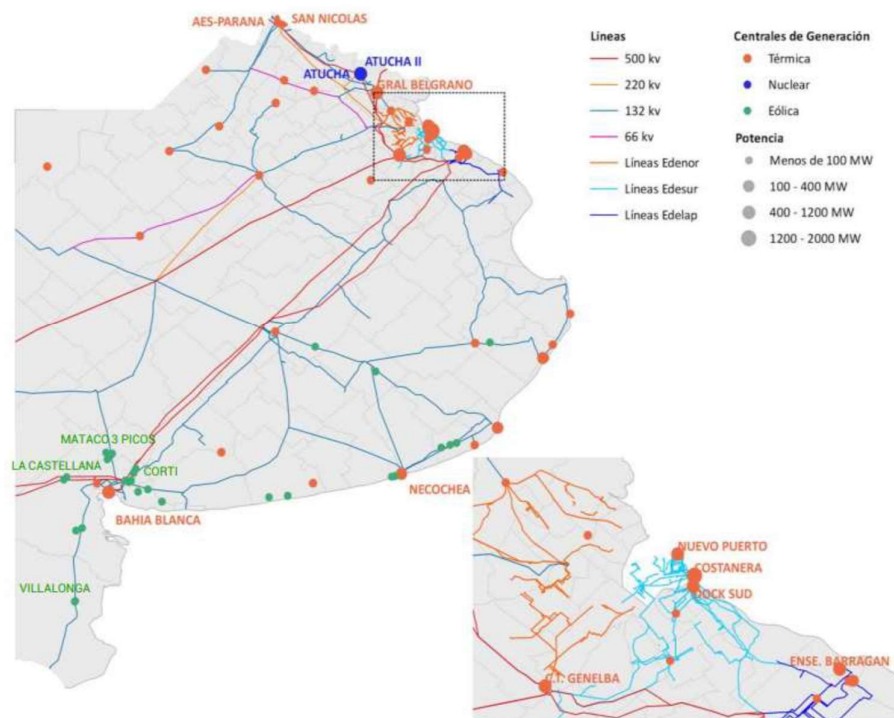 AES-PARANA
SAN NICOLAS
ATUCHA II
ATUCHA
GRAL BELGRANO
MATACO 3 PICOS
LA CASTELLANA
CORTI
BAHIA BLANCA
NECOCHEA
VILLALONGA
Líneas
500 kv
220 kv
132 kv
66 kv
Líneas Edenor
Líneas Edesur
Líneas Edelap
Centrales de Generación
Térmica
Nuclear
Eólica
Potencia
Menos de 100 MW
100 - 400 MW
400 - 1200 MW
1200 - 2000 MW
NUEVO PUERTO
COSTANERA
DOCK SUD
ENSE. BARRAGAN
C.T. GENELBA